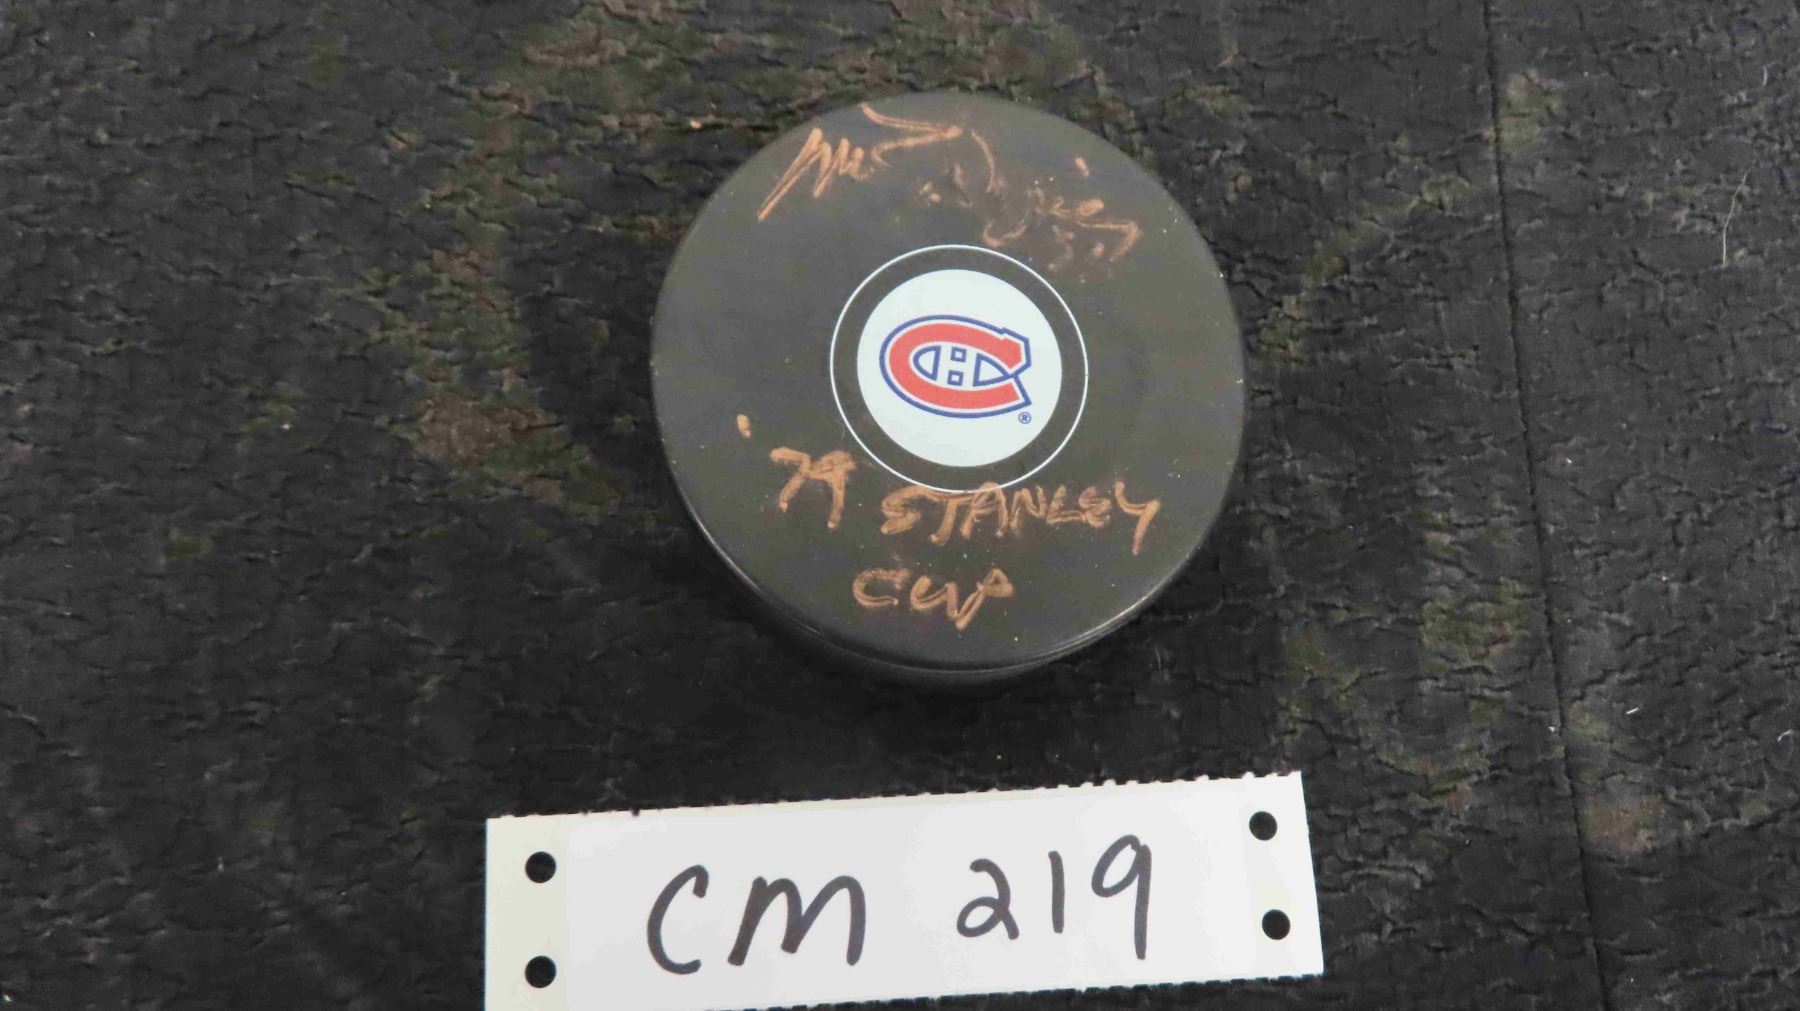 '79 STANLEY
CUP
CM 219